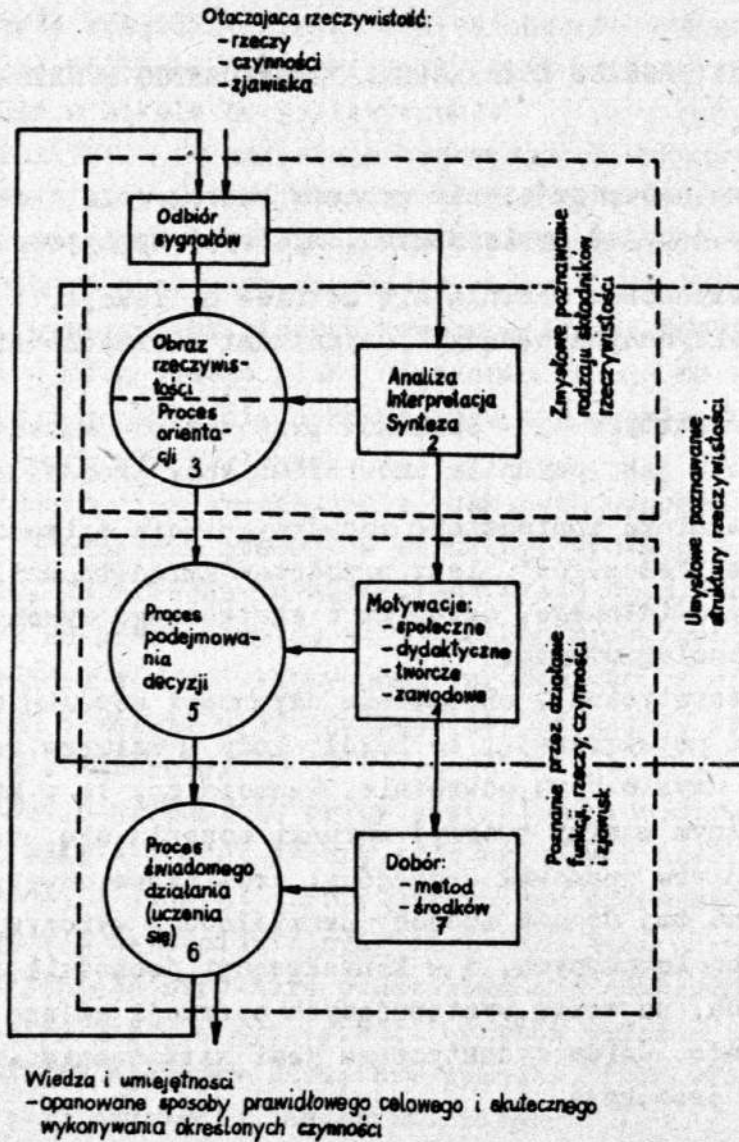 Otaczająca rzeczywistość:
- rzeczy
- czynności
- zjawiska
Odbiór
sygnałów
Obraz
rzeczywis-
tości
Proces
orienta-
cji
3
Analiza
Interpretacja
Synteza
2
Zmysłowe poznawanie
rodzaju składników
rzeczywistości
Umysłowe poznawanie
struktury rzeczywistości
Proces
podejmowa-
nia
decyzji
5
Motywacje:
- społeczne
- dydaktyczne
- twórcze
- zawodowe
Poznanie przez działanie
funkcji, rzeczy, czynności
i zjawisk
Proces
świadomego
działania
(uczenia
się)
6
Dobór:
- metod
- środków
7
Wiedza i umiejętności
- opanowane sposoby prawidłowego celowego i skutecznego
wykonywania określonych czynności